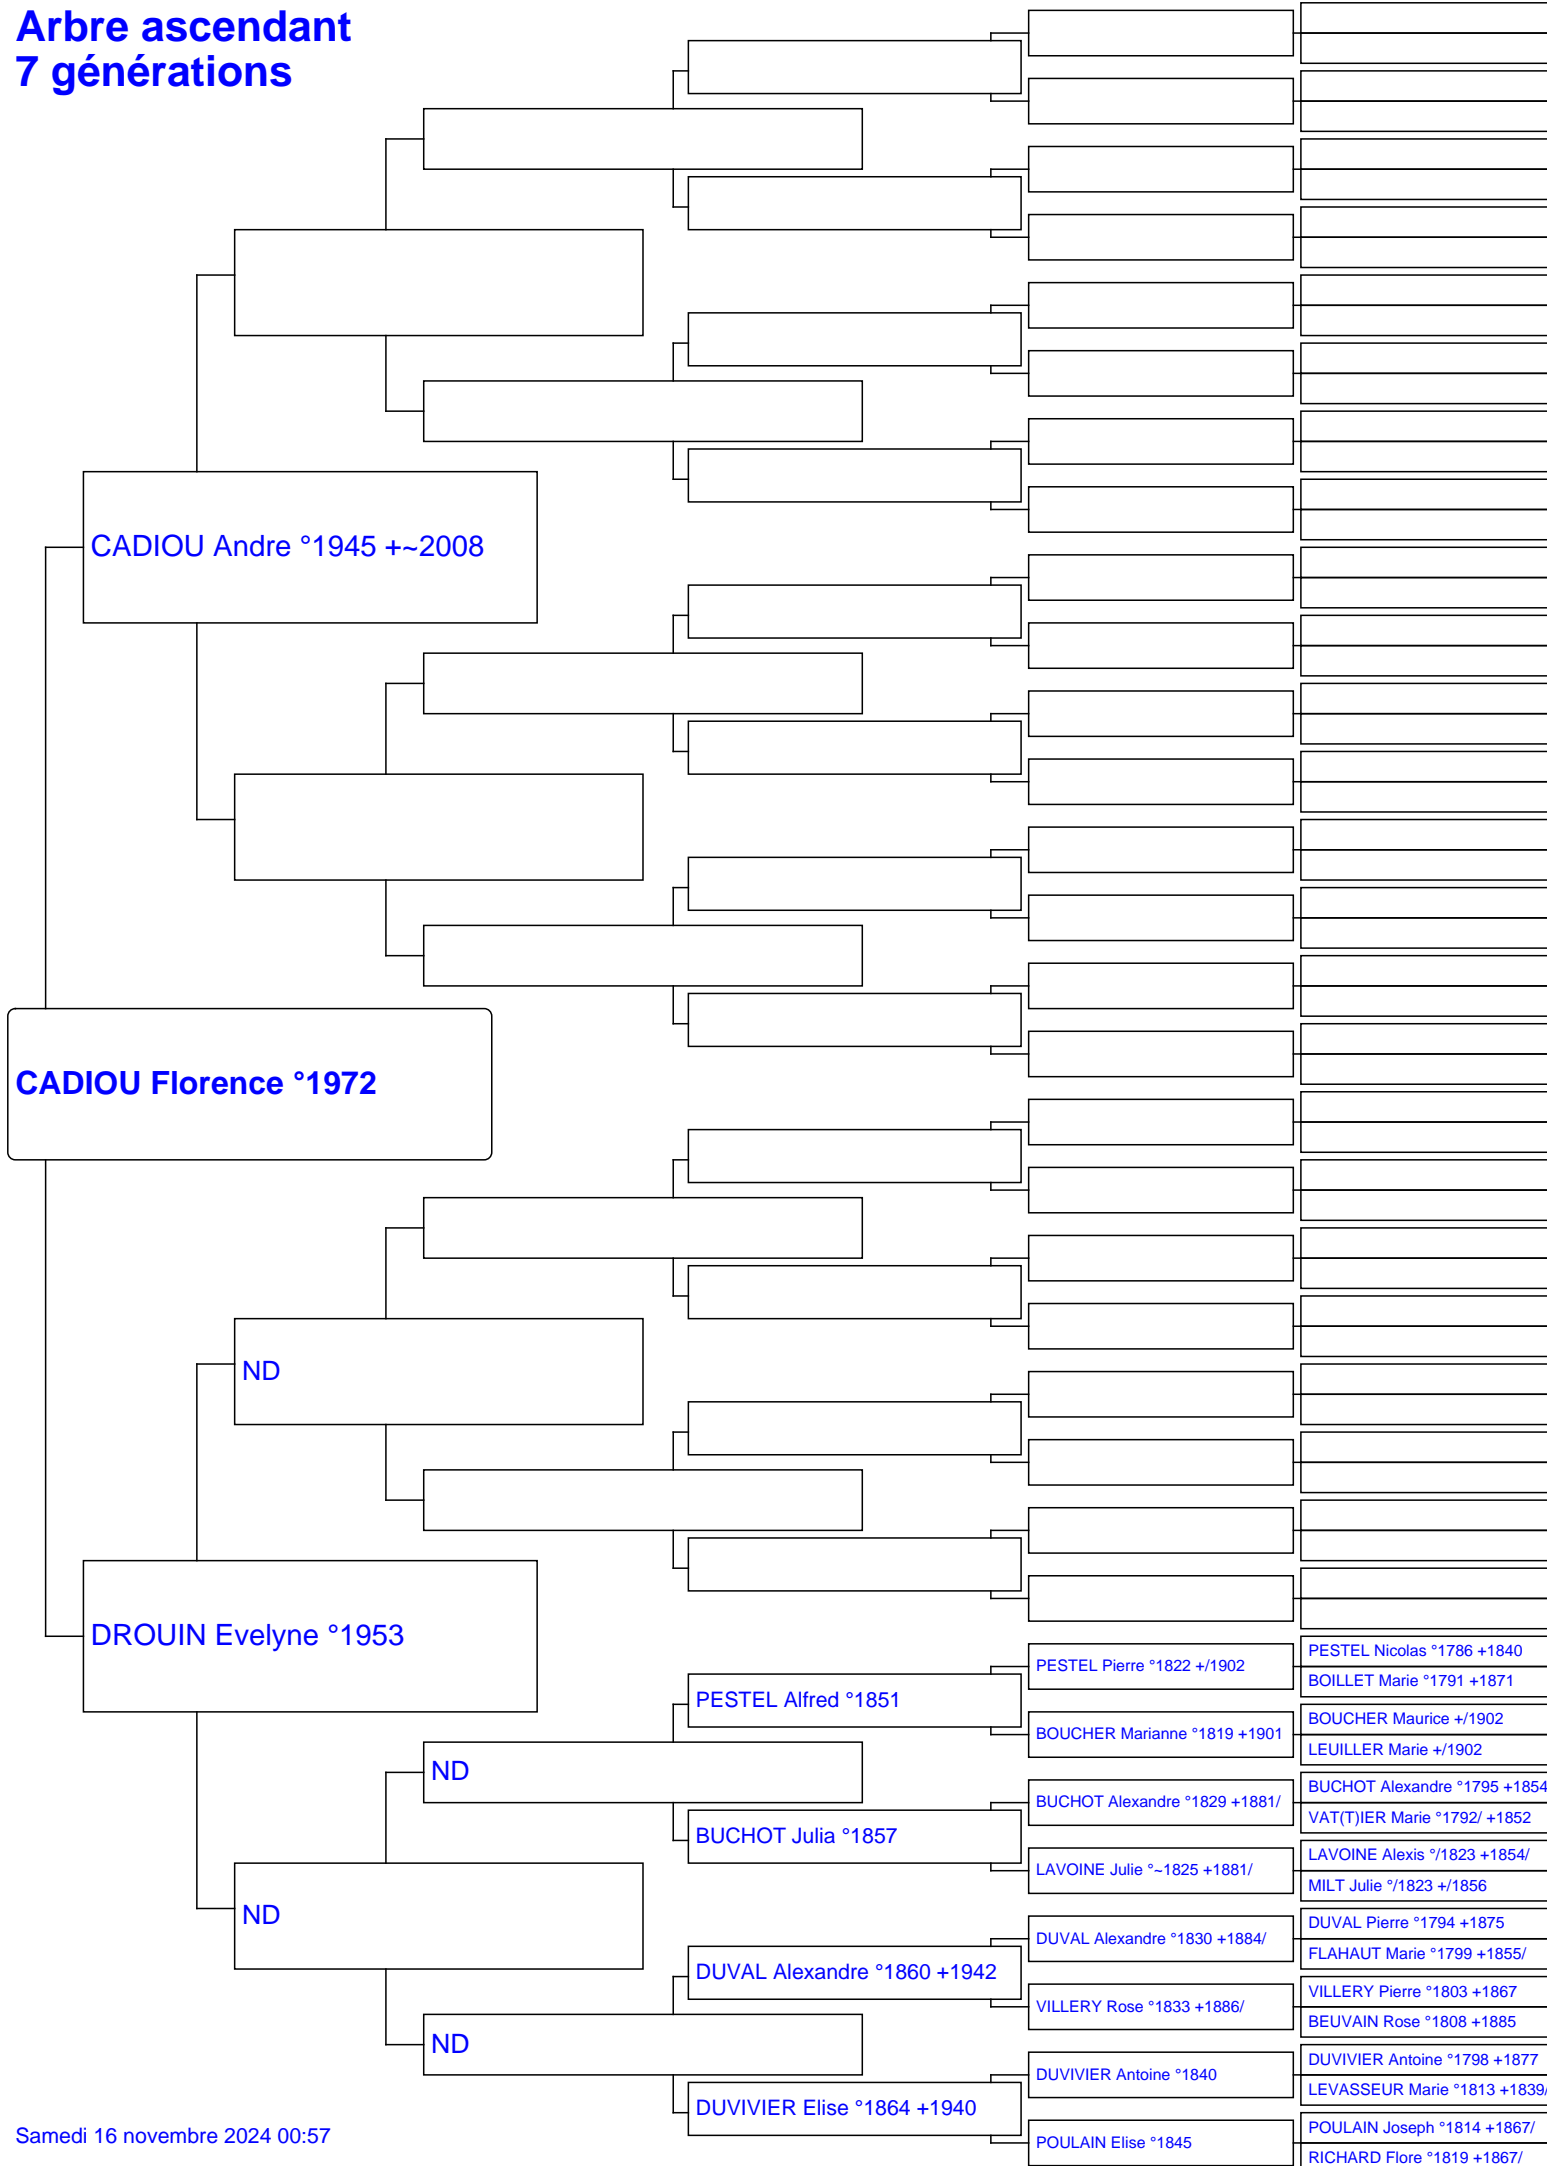 Arbre ascendant
7 générations
CADIOU Andre °1945 +~2008
CADIOU Florence °1972
ND
DROUIN Evelyne °1953
PESTEL Pierre °1822 +/1902
PESTEL Nicolas °1786 +1840
BOILLET Marie °1791 +1871
PESTEL Alfred °1851
BOUCHER Marianne °1819 +1901
BOUCHER Maurice +/1902
LEUILLER Marie +/1902
ND
BUCHOT Alexandre °1829 +1881/
BUCHOT Alexandre °1795 +1854
VAT(T)IER Marie °1792/ +1852
BUCHOT Julia °1857
LAVOINE Julie °~1825 +1881/
LAVOINE Alexis °/1823 +1854/
MILT Julie °/1823 +/1856
ND
DUVAL Alexandre °1830 +1884/
DUVAL Pierre °1794 +1875
FLAHAUT Marie °1799 +1855/
DUVAL Alexandre °1860 +1942
VILLERY Rose °1833 +1886/
VILLERY Pierre °1803 +1867
BEUVAIN Rose °1808 +1885
ND
DUVIVIER Antoine °1840
DUVIVIER Antoine °1798 +1877
LEVASSEUR Marie °1813 +1839/
DUVIVIER Elise °1864 +1940
POULAIN Elise °1845
POULAIN Joseph °1814 +1867/
RICHARD Flore °1819 +1867/
Samedi 16 novembre 2024 00:57